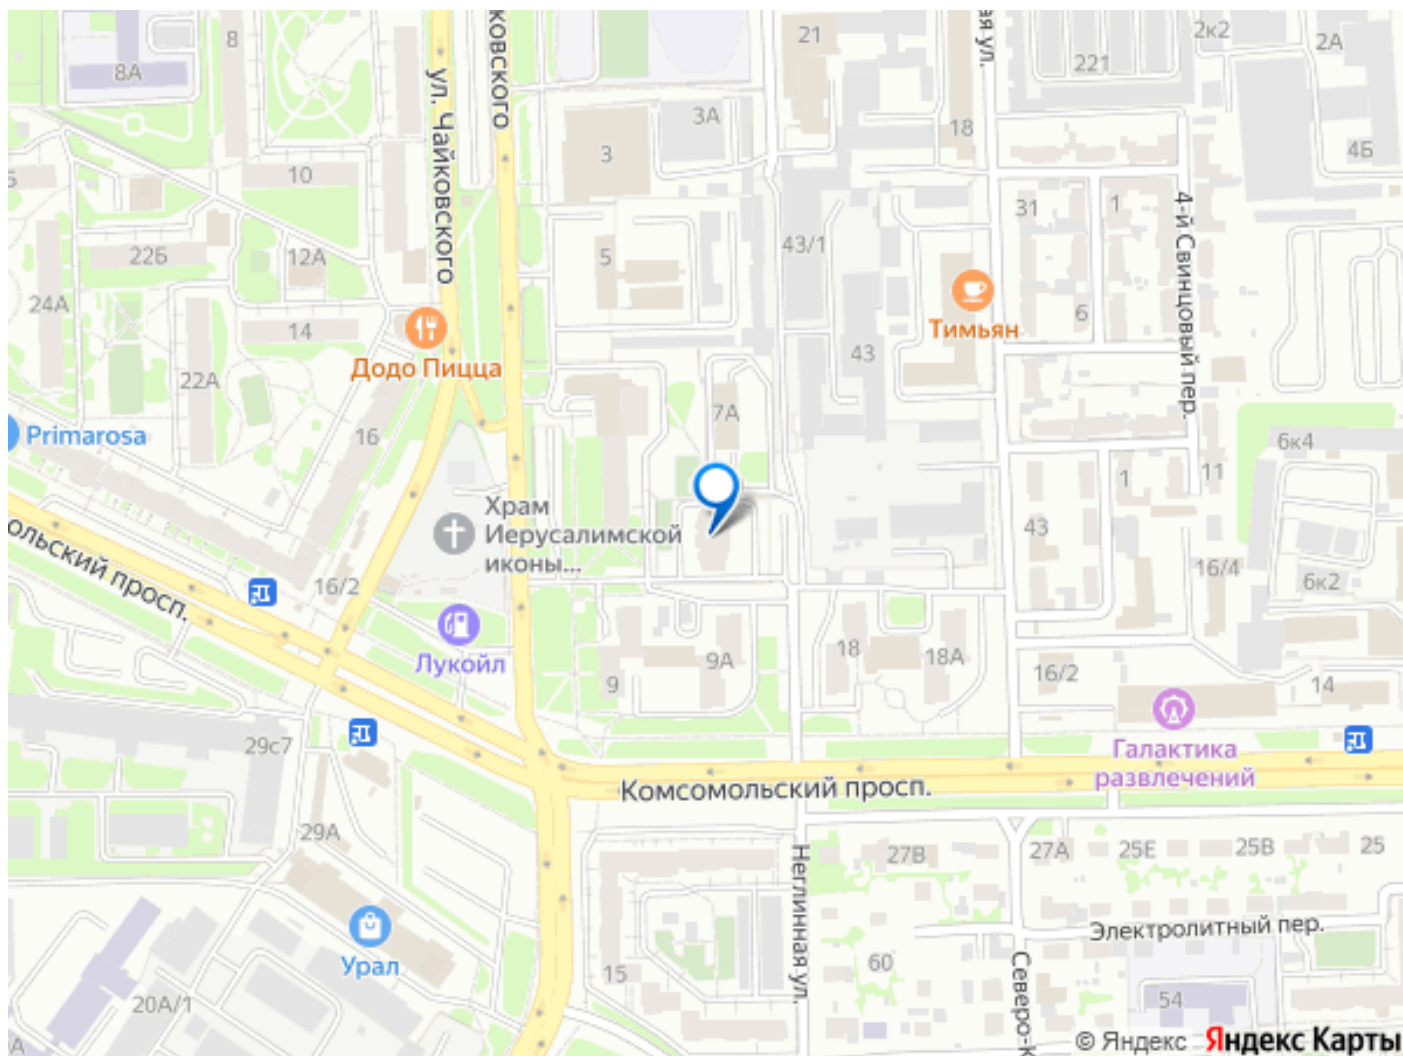 8
8А
ул. Чайковского
ковского
21
ая ул.
221
2к2
2А
3А
3
18
4Б
10
5
22Б
12А
5
43/1
31
1
4-й Свинцовый пер.
24А
14
Додо Пицца
22А
Тимьян
6
43
16
7А
Primarosa
6к4
11
1
Храм
Иерусалимской
иконы...
43
ольский просп.
16/2
16/4
6к2
Лукойл
9
9А
18
18А
16/2
14
29с7
Галактика
развлечений
Комсомольский просп.
29А
27В
27А
25Е
25В
25
Неглинная ул.
Электролитный пер.
Урал
15
60
Северо-К
54
20А/1
А
© Яндекс Яндекс Карты